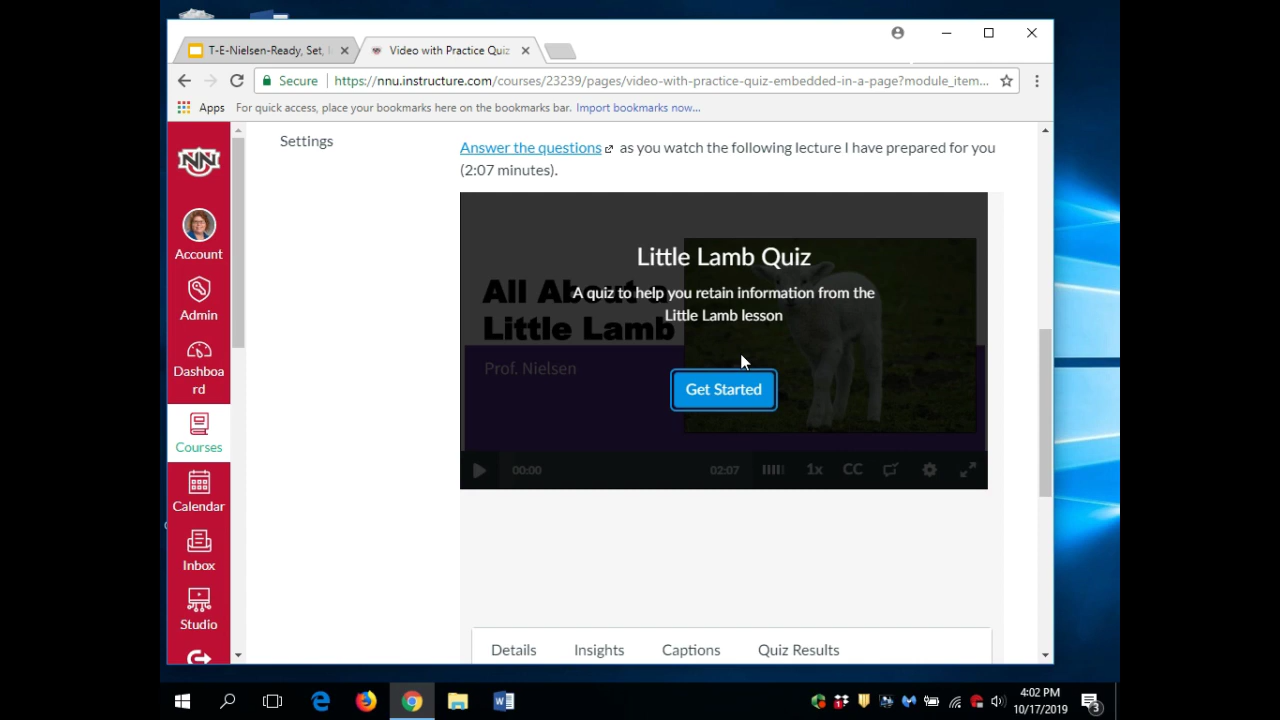 T-E-Nielsen-Ready, Set,
Video with Practice Quiz
Secure
https://nnu.instructure.com/courses/23239/pages/video-with-practice-quiz-embedded-in-a-page?module_item...
Apps
For quick access, place your bookmarks here on the bookmarks bar. Import bookmarks now...
NN
Account
Admin
Dashboa
rd
Courses
Calendar
Inbox
Studio
Settings
Answer the questions as you watch the following lecture I have prepared for you
(2:07 minutes).
Little Lamb Quiz
A quiz to help you retain information from the
Little Lamb lesson
Get Started
All About
Little Lamb
Prof. Nielsen
00:00
02:07
1x
CC
Details
Insights
Captions
Quiz Results
4:02 PM
10/17/2019
3